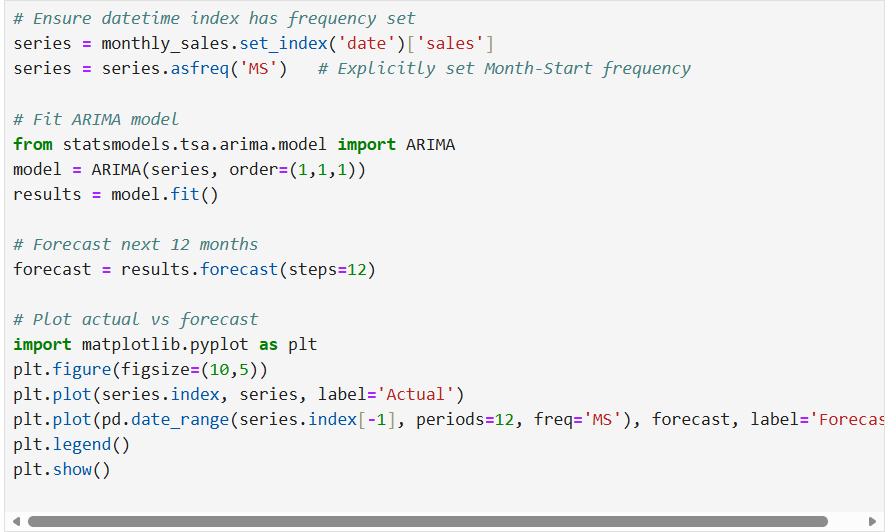 # Ensure datetime index has frequency set
series = monthly_sales.set_index('date')['sales']
series = series.asfreq('MS')   # Explicitly set Month-Start frequency
# Fit ARIMA model
from statsmodels.tsa.arima.model import ARIMA
model = ARIMA(series, order=(1,1,1))
results = model.fit()
# Forecast next 12 months
forecast = results.forecast(steps=12)
# Plot actual vs forecast
import matplotlib.pyplot as plt
plt.figure(figsize=(10,5))
plt.plot(series.index, series, label='Actual')
plt.plot(pd.date_range(series.index[-1], periods=12, freq='MS'), forecast, label='Forecas
plt.legend()
plt.show()